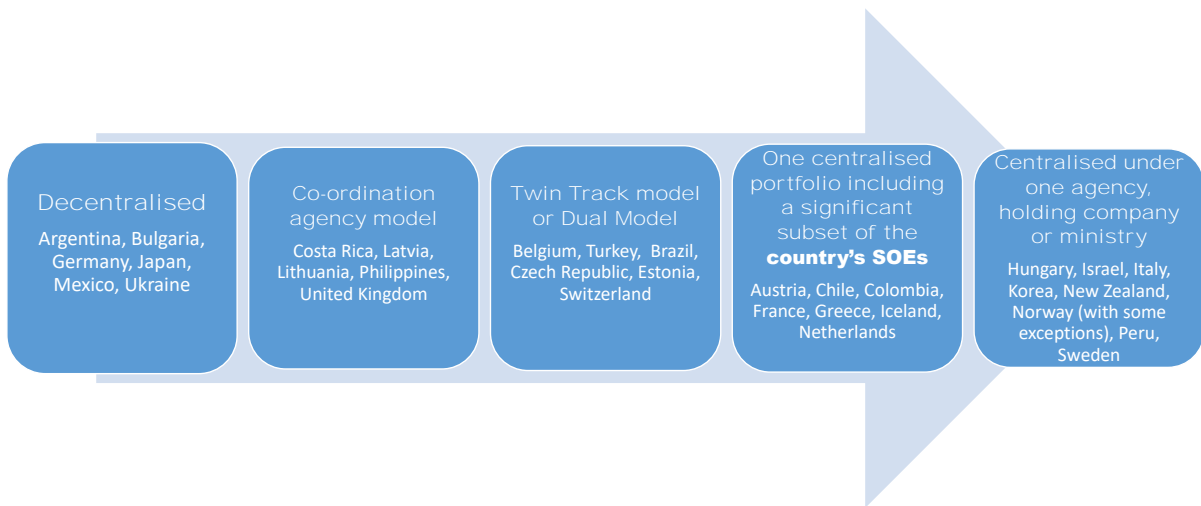 Decentralised
Argentina, Bulgaria,
Germany, Japan,
Mexico, Ukraine
Co-ordination
agency model
Costa Rica, Latvia,
Lithuania, Philippines,
United Kingdom
Twin Track model
or Dual Model
Belgium, Turkey, Brazil,
Czech Republic, Estonia,
Switzerland
One centralised
portfolio including
a significant
subset of the
country's SOEs
Austria, Chile, Colombia,
France, Greece, Iceland,
Netherlands
Centralised under
one agency,
holding company
or ministry
Hungary, Israel, Italy,
Korea, New Zealand,
Norway (with some
exceptions), Peru,
Sweden